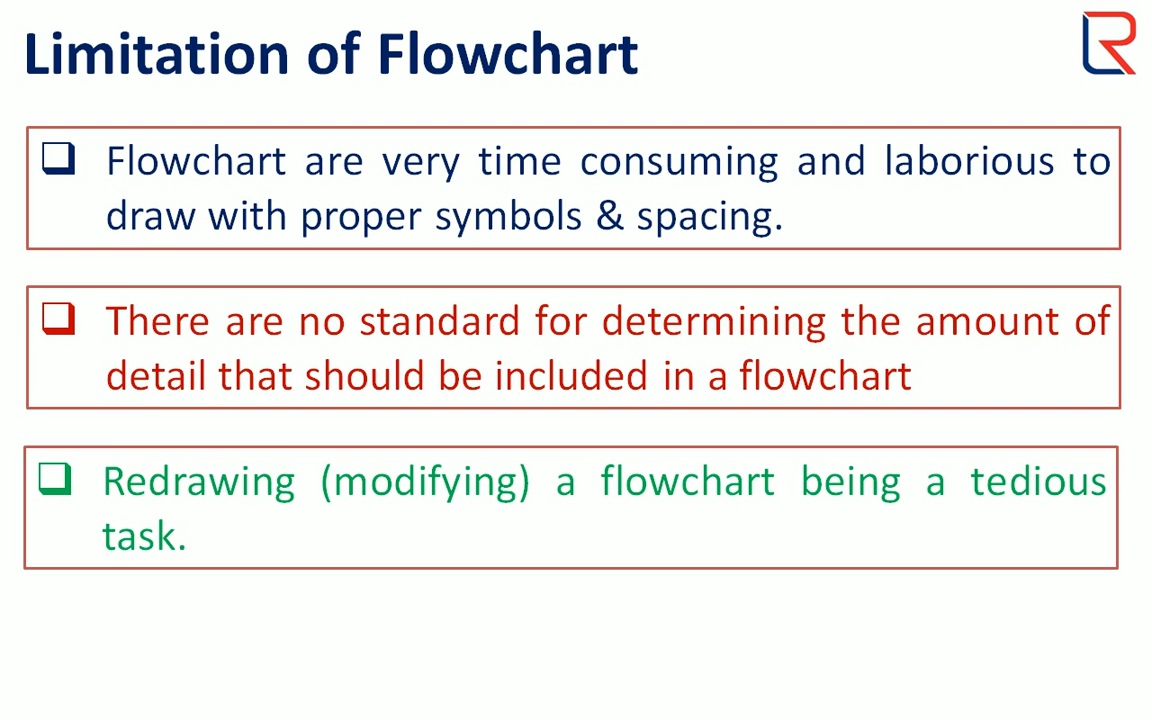 Limitation of Flowchart
Flowchart are very time consuming and laborious to
draw with proper symbols & spacing.
There are no standard for determining the amount of
detail that should be included in a flowchart
Redrawing (modifying) a flowchart being a tedious
task.